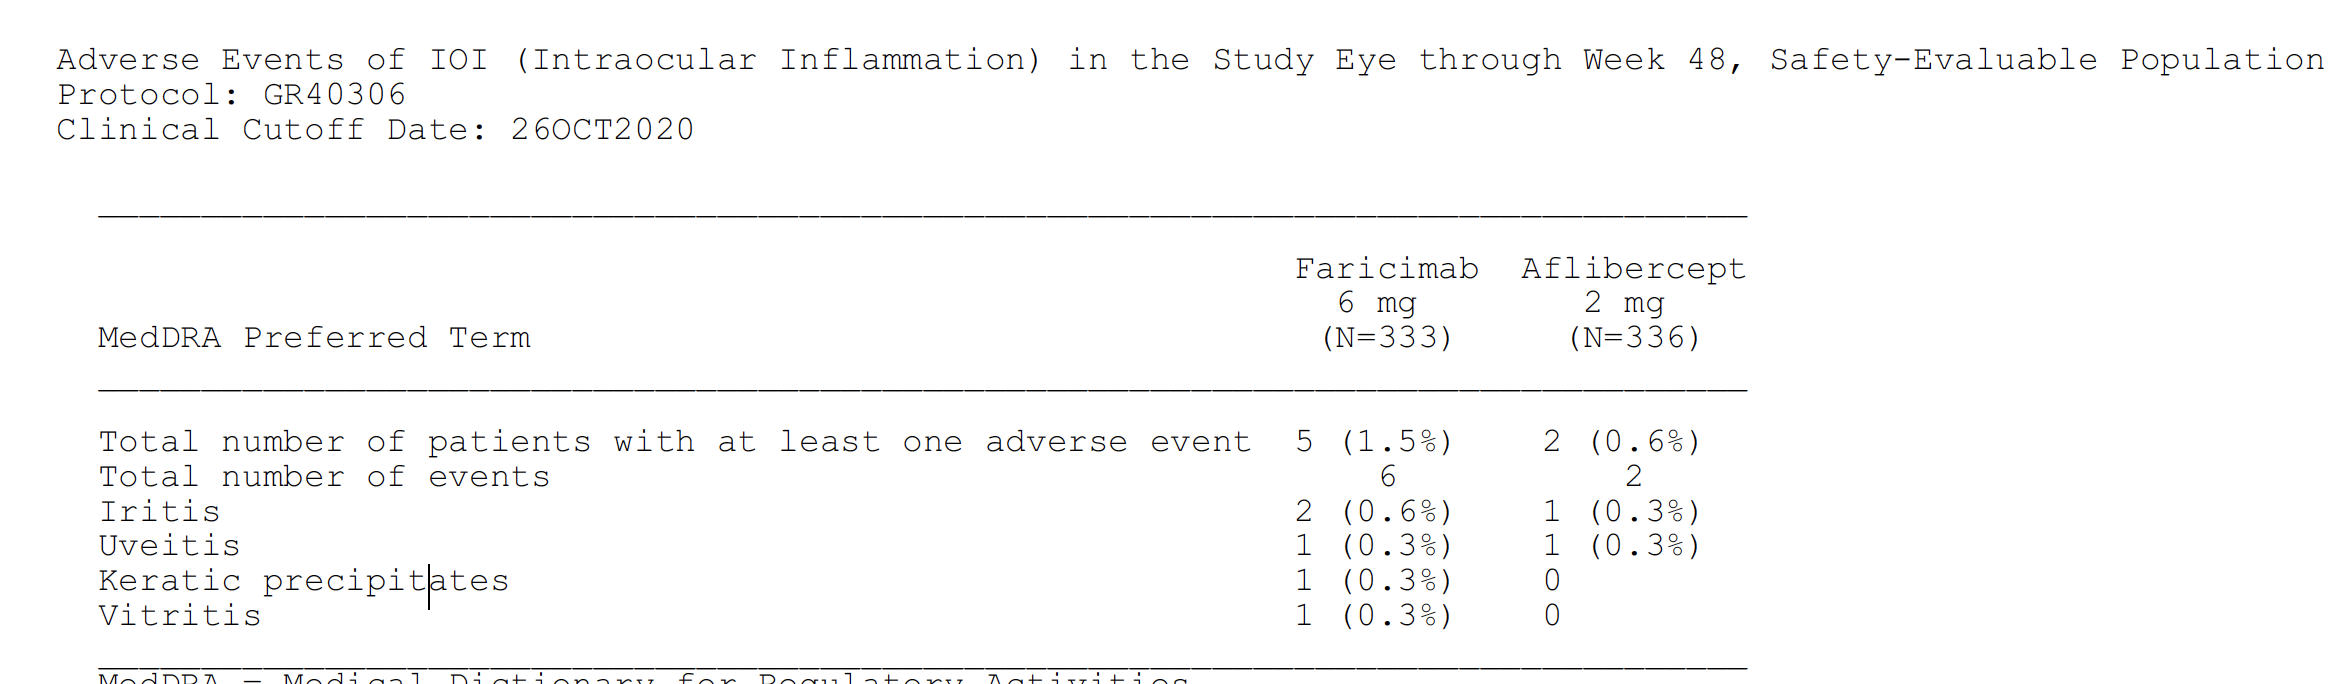 Adverse Events of IOI (Intraocular Inflammation) in the Study Eye through Week 48, Safety-Evaluable Population
Protocol: GR40306
Clinical Cutoff Date: 26OCT2020
Faricimab Aflibercept
6 mg 2 mg
MedDRA Preferred Term (N=333) (N=336)
Total number of patients with at least one adverse event 5 (1.5%) 2 (0.6%)
Total number of events 6 2
Iritis 2 (0.6%) 1 (0.3%)
Uveitis 1 (0.3%) 1 (0.3%)
Keratic precipitates 1 (0.3%) 0
Vitritis 1 (0.3%) 0
MedDRA = Medical Dictionary for Regulatory Activities